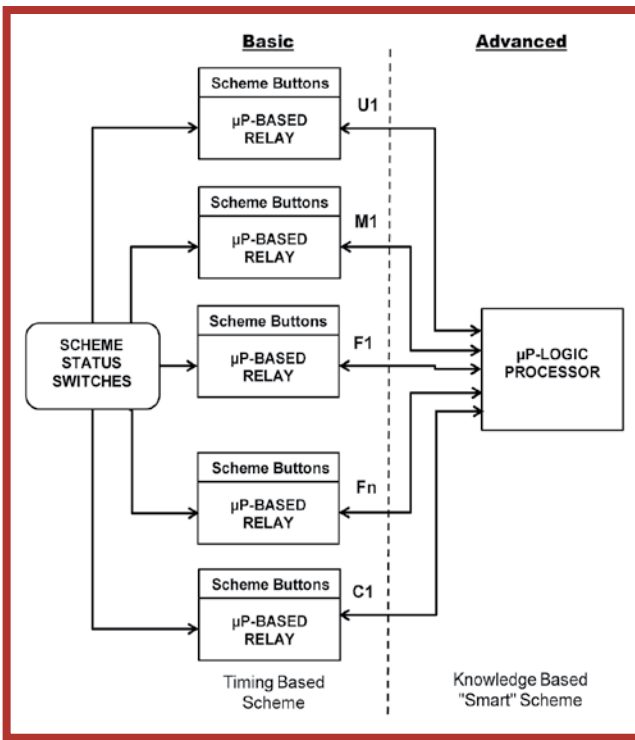 Basic
Advanced
Scheme Buttons
µP-BASED
RELAY
U1
Scheme Buttons
µP-BASED
RELAY
M1
Scheme Buttons
µP-BASED
RELAY
F1
SCHEME
STATUS
SWITCHES
µP-LOGIC
PROCESSOR
Scheme Buttons
µP-BASED
RELAY
Fn
Scheme Buttons
µP-BASED
RELAY
C1
Timing Based
Scheme
Knowledge Based
"Smart" Scheme